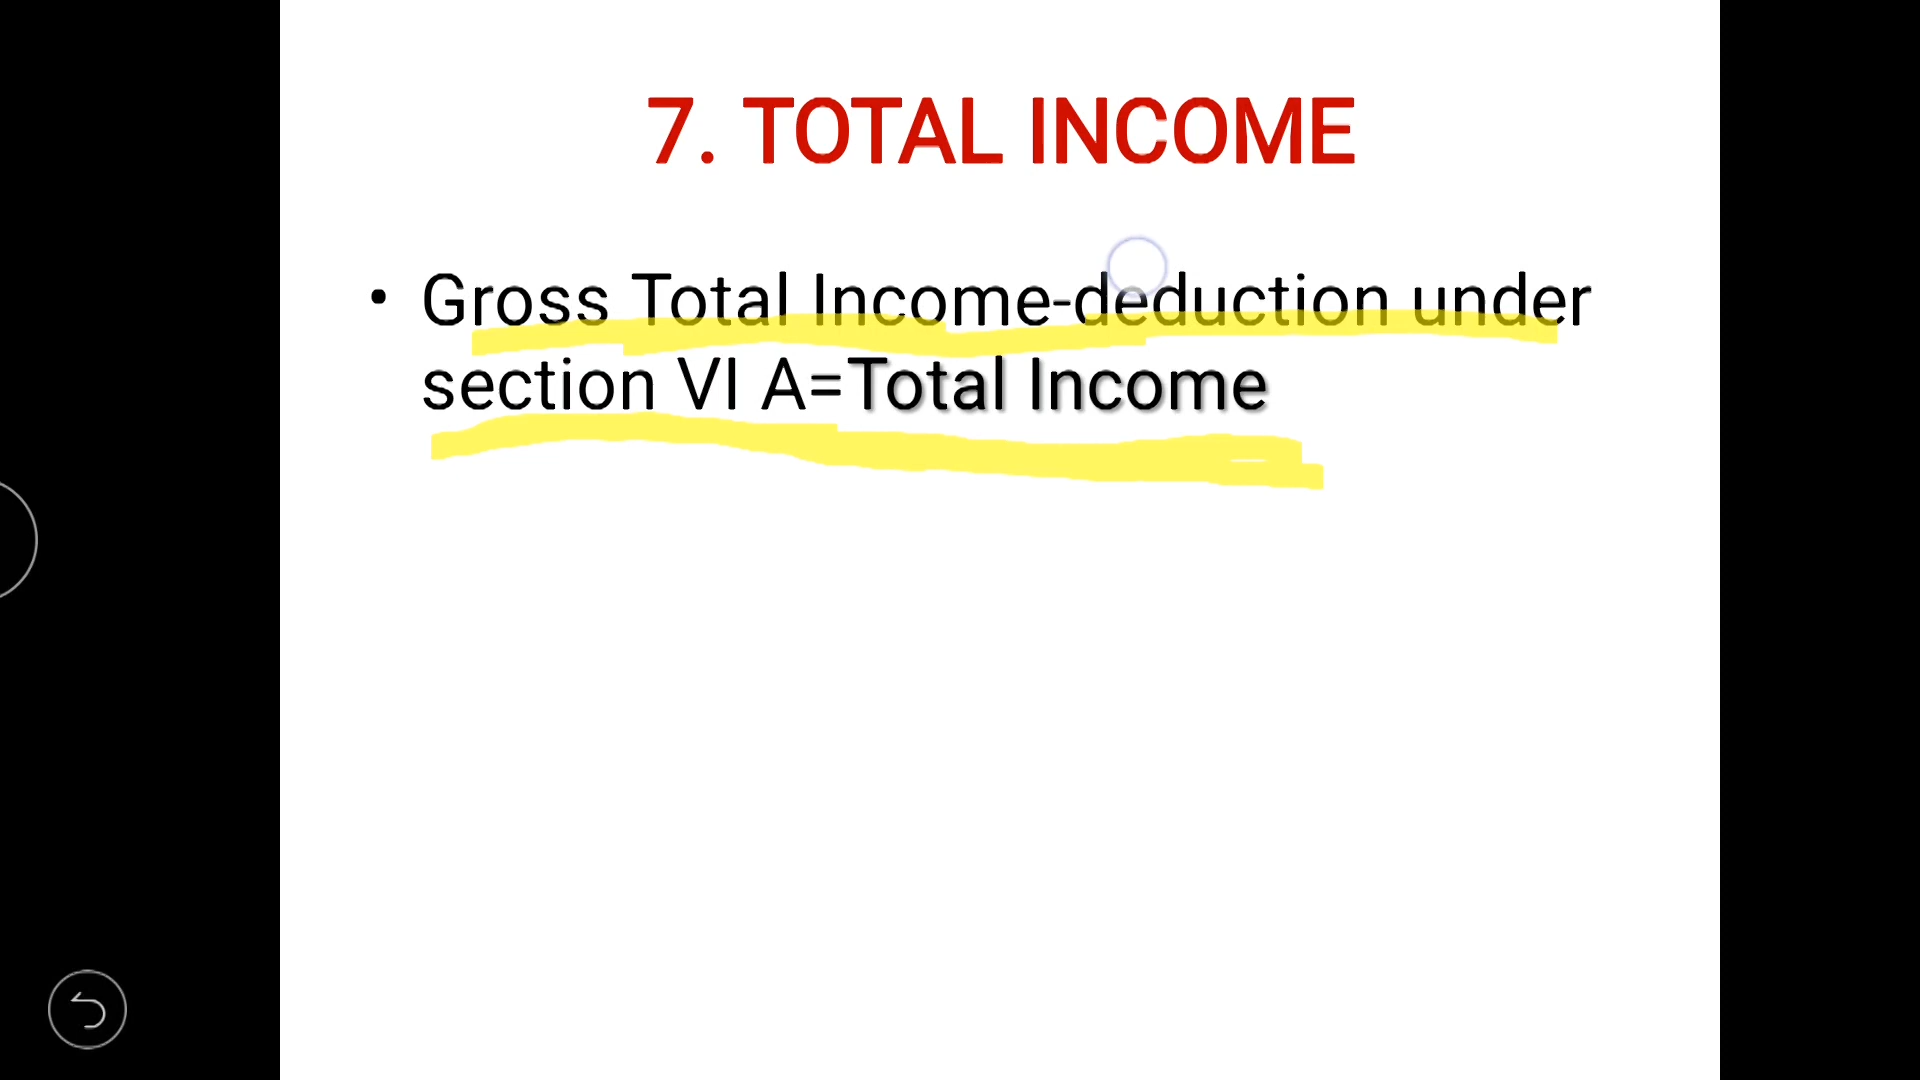 7. TOTAL INCOME
• Gross Total Income-deduction under
section VI A=Total Income